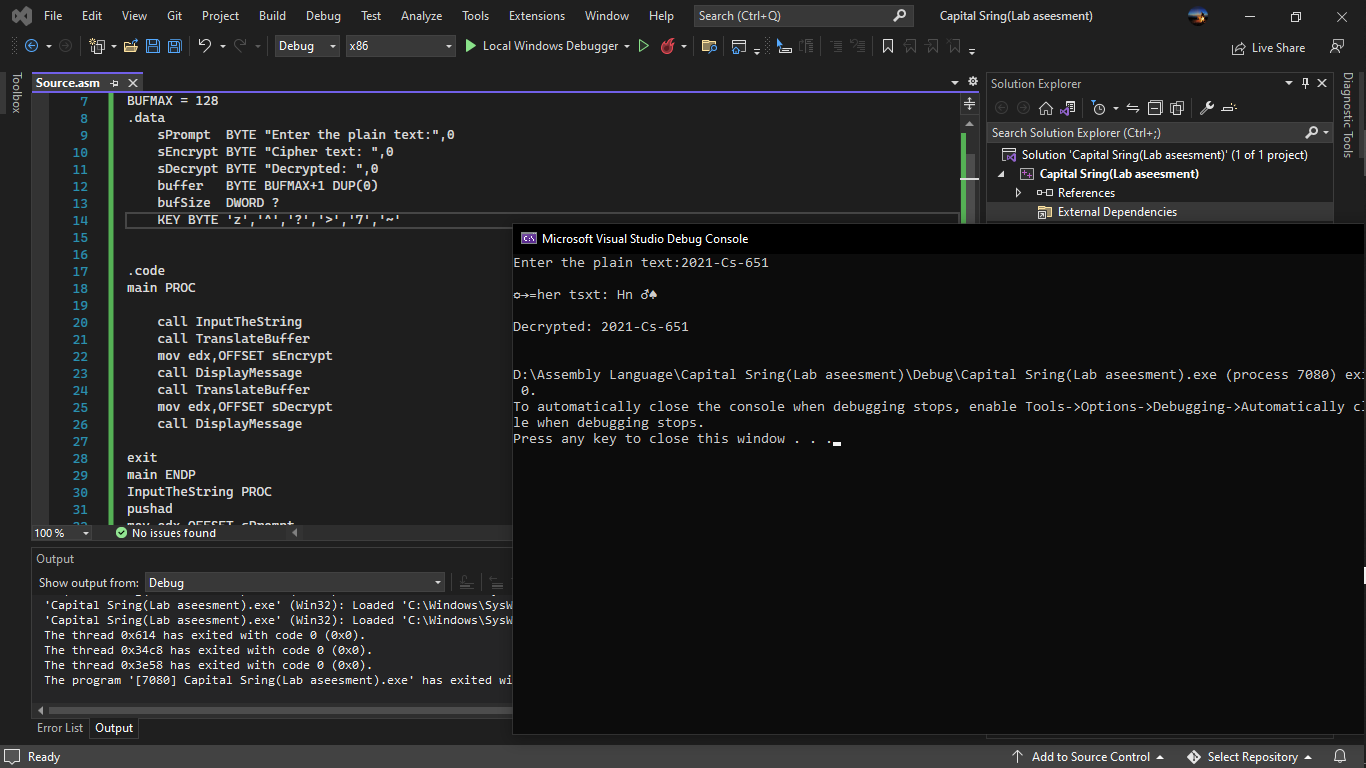 File Edit View Git Project Build Debug Test Analyze Tools Extensions Window Help Search (Ctrl+Q) Capital Sring(Lab aseesment)
Debug x86 Local Windows Debugger Live Share
Toolbox
Source.asm
7 BUFMAX = 128
8 .data
9 sPrompt BYTE "Enter the plain text:",0
10 sEncrypt BYTE "Cipher text: ",0
11 sDecrypt BYTE "Decrypted: ",0
12 buffer BYTE BUFMAX+1 DUP(0)
13 bufSize DWORD ?
14 KEY BYTE 'z','^','?','>','7','~'
15
16
17 .code
18 main PROC
19
20 call InputTheString
21 call TranslateBuffer
22 mov edx,OFFSET sEncrypt
23 call DisplayMessage
24 call TranslateBuffer
25 mov edx,OFFSET sDecrypt
26 call DisplayMessage
27
28 exit
29 main ENDP
30 InputTheString PROC
31 pushad
32 mov edx,OFFSET sPrompt
100 % No issues found
Solution Explorer
Search Solution Explorer (Ctrl+;)
Solution 'Capital Sring(Lab aseesment)' (1 of 1 project)
Capital Sring(Lab aseesment)
References
External Dependencies
Diagnostic Tools
Microsoft Visual Studio Debug Console
Enter the plain text:2021-Cs-651
☼→=her tsxt: Hn ♂♠
Decrypted: 2021-Cs-651
D:\Assembly Language\Capital Sring(Lab aseesment)\Debug\Capital Sring(Lab aseesment).exe (process 7080) exi
0.
To automatically close the console when debugging stops, enable Tools->Options->Debugging->Automatically cl
le when debugging stops.
Press any key to close this window . . .
Output
Show output from: Debug
'Capital Sring(Lab aseesment).exe' (Win32): Loaded 'C:\Windows\SysW
'Capital Sring(Lab aseesment).exe' (Win32): Loaded 'C:\Windows\SysW
The thread 0x614 has exited with code 0 (0x0).
The thread 0x34c8 has exited with code 0 (0x0).
The thread 0x3e58 has exited with code 0 (0x0).
The program '[7080] Capital Sring(Lab aseesment).exe' has exited wi
Error List Output
Ready Add to Source Control Select Repository